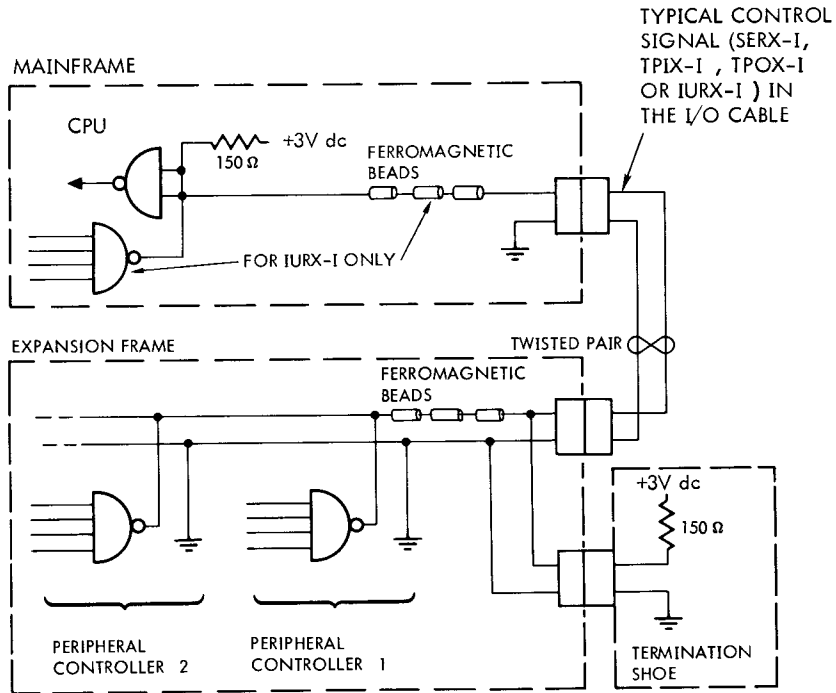 TYPICAL CONTROL
SIGNAL (SERX-I,
TPIX-I , TPOX-I
OR IURX-I ) IN
THE I/O CABLE
MAINFRAME
CPU
+3V dc
150 Ω
FERROMAGNETIC
BEADS
FOR IURX-I ONLY
EXPANSION FRAME
TWISTED PAIR
FERROMAGNETIC
BEADS
+3V dc
150 Ω
PERIPHERAL
CONTROLLER 2
PERIPHERAL
CONTROLLER 1
TERMINATION
SHOE